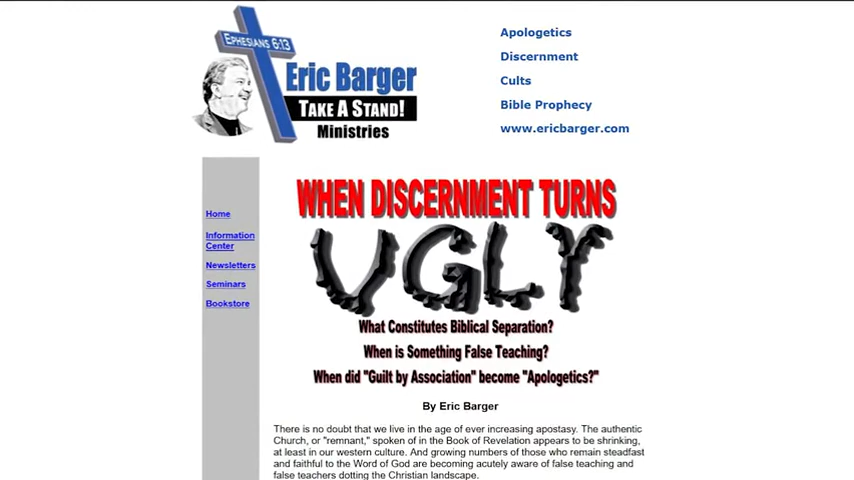 EPHESIANS 6:13
Eric Barger
TAKE A STAND!
Ministries
Apologetics
Discernment
Cults
Bible Prophecy
www.ericbarger.com
Home
Information
Center
Newsletters
Seminars
Bookstore
WHEN DISCERNMENT TURNS
UGLY
What Constitutes Biblical Separation?
When is Something False Teaching?
When did "Guilt by Association" become "Apologetics?"
By Eric Barger
There is no doubt that we live in the age of ever increasing apostasy. The authentic
Church, or "remnant," spoken of in the Book of Revelation appears to be shrinking,
at least in our western culture. And growing numbers of those who remain steadfast
and faithful to the Word of God are becoming acutely aware of false teaching and
false teachers dotting the Christian landscape.